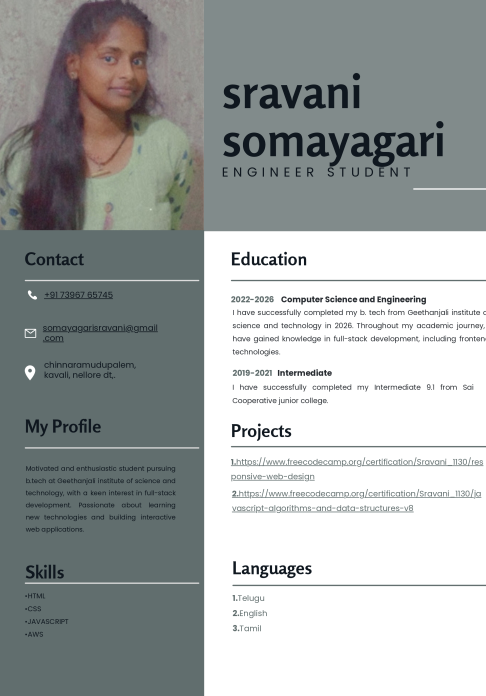 sravani
somayagari
ENGINEER STUDENT
Contact
+91 73967 65745
somayagarisravani@gmail
.com
chinnaramudupalem,
kavali, nellore dt,.
My Profile
Motivated and enthusiastic student pursuing
b.tech at Geethanjali institute of science and
technology, with a keen interest in full-stack
development. Passionate about learning
new technologies and building interactive
web applications.
Skills
•HTML
•CSS
•JAVASCRIPT
•AWS
Education
2022-2026 Computer Science and Engineering
I have successfully completed my b. tech from Geethanjali institute
science and technology in 2026. Throughout my academic journey,
have gained knowledge in full-stack development, including
technologies.
2019-2021 Intermediate
I have successfully completed my Intermediate 9.1 from Sai
Cooperative junior college.
Projects
1.https://www.freecodecamp.org/certification/Sravani_1130/res
ponsive-web-design
2.https://www.freecodecamp.org/certification/Sravani_1130/ja
vascript-algorithms-and-data-structures-v8
Languages
1.Telugu
2.English
3.Tamil